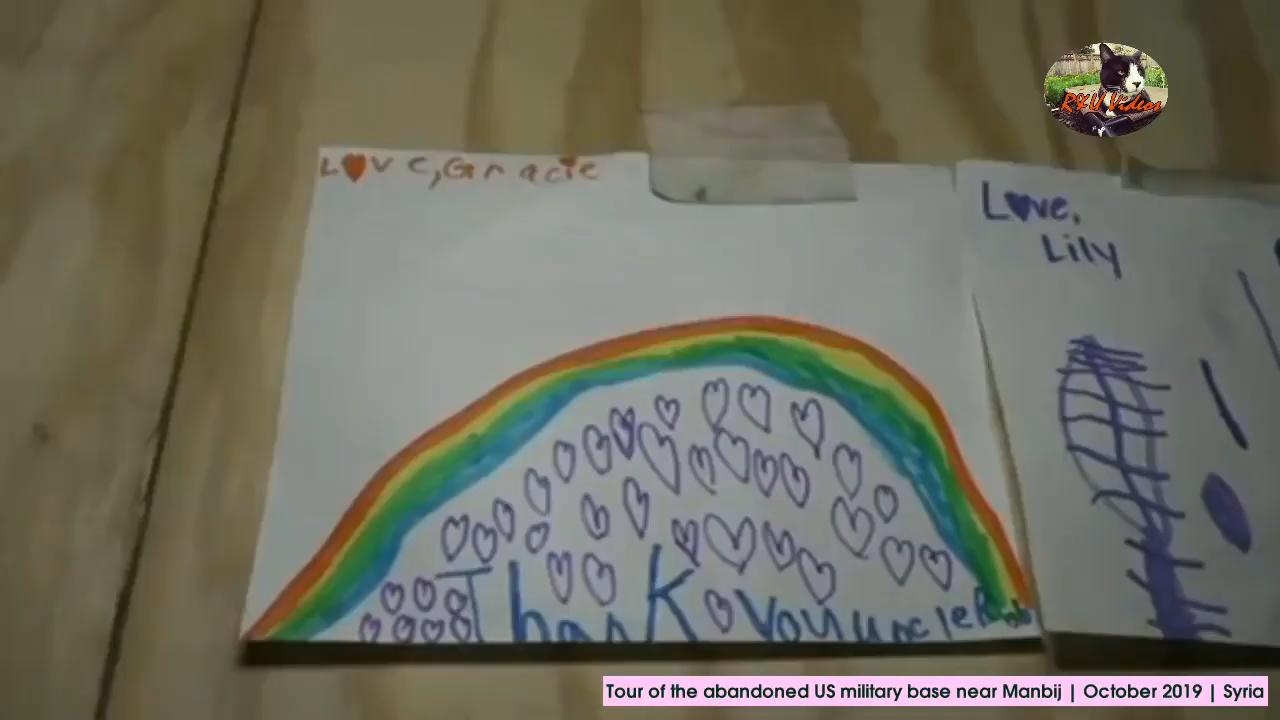 Love, Gracie
Love,
Lily
Thank you uncle
R&U Videos
Tour of the abandoned US military base near Manbij | October 2019 | Syria